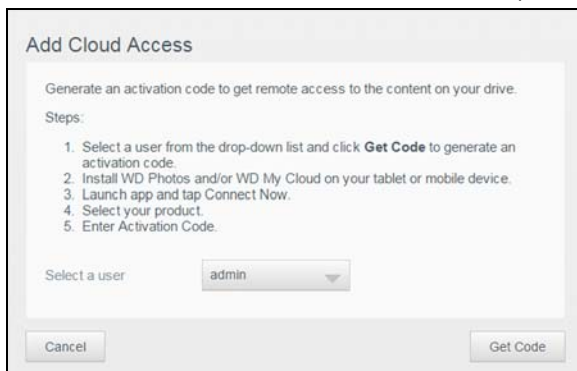 Add Cloud Access
Generate an activation code to get remote access to the content on your drive.
Steps:
1. Select a user from the drop-down list and click Get Code to generate an
activation code.
2. Install WD Photos and/or WD My Cloud on your tablet or mobile device.
3. Launch app and tap Connect Now.
4. Select your product.
5. Enter Activation Code.
Select a user admin
Cancel Get Code